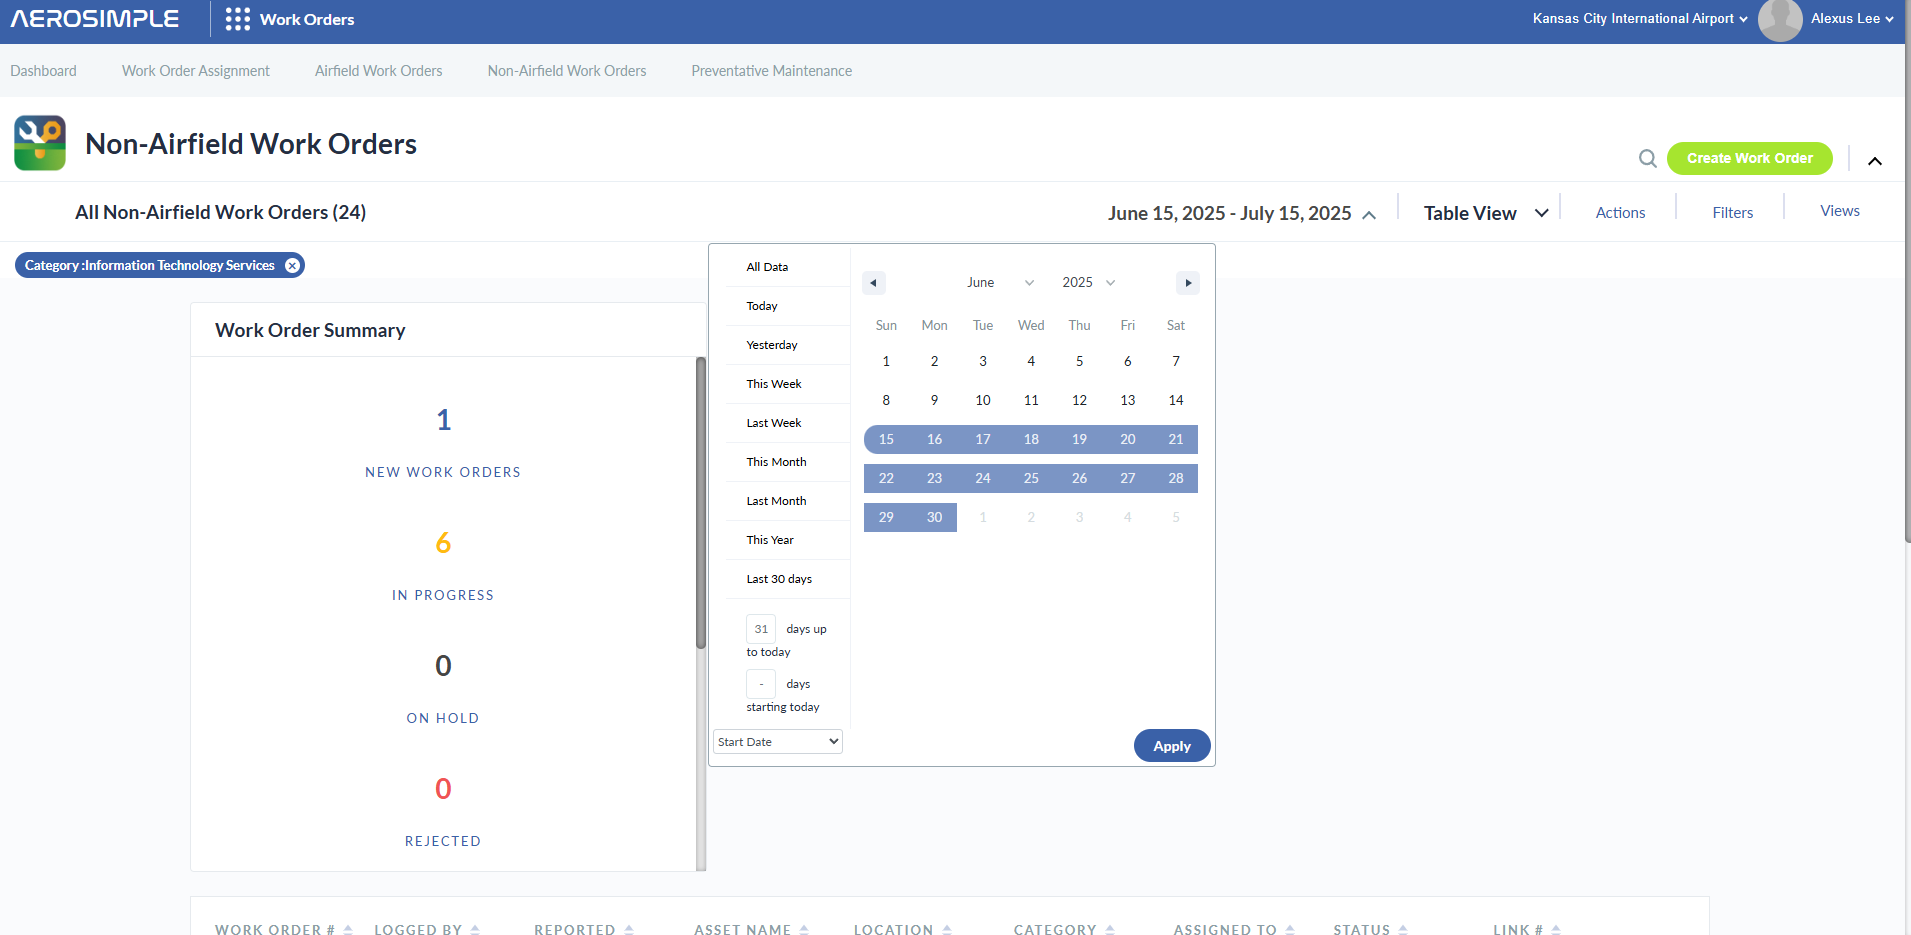 AEROSIMPLE
Work Orders
Kansas City International Airport
Alexus Lee
Dashboard
Work Order Assignment
Airfield Work Orders
Non-Airfield Work Orders
Preventative Maintenance
Non-Airfield Work Orders
Create Work Order
All Non-Airfield Work Orders (24)
June 15, 2025 - July 15, 2025
Table View
Actions
Filters
Views
Category :Information Technology Services
Work Order Summary
1
NEW WORK ORDERS
6
IN PROGRESS
0
ON HOLD
0
REJECTED
All Data
Today
Yesterday
This Week
Last Week
This Month
Last Month
This Year
Last 30 days
31 days up
to today
- days
starting today
Start Date
June 2025
Sun Mon Tue Wed Thu Fri Sat
1 2 3 4 5 6 7
8 9 10 11 12 13 14
15 16 17 18 19 20 21
22 23 24 25 26 27 28
29 30 1 2 3 4 5
Apply
WORK ORDER # LOGGED BY REPORTED ASSET NAME LOCATION CATEGORY ASSIGNED TO STATUS LINK #